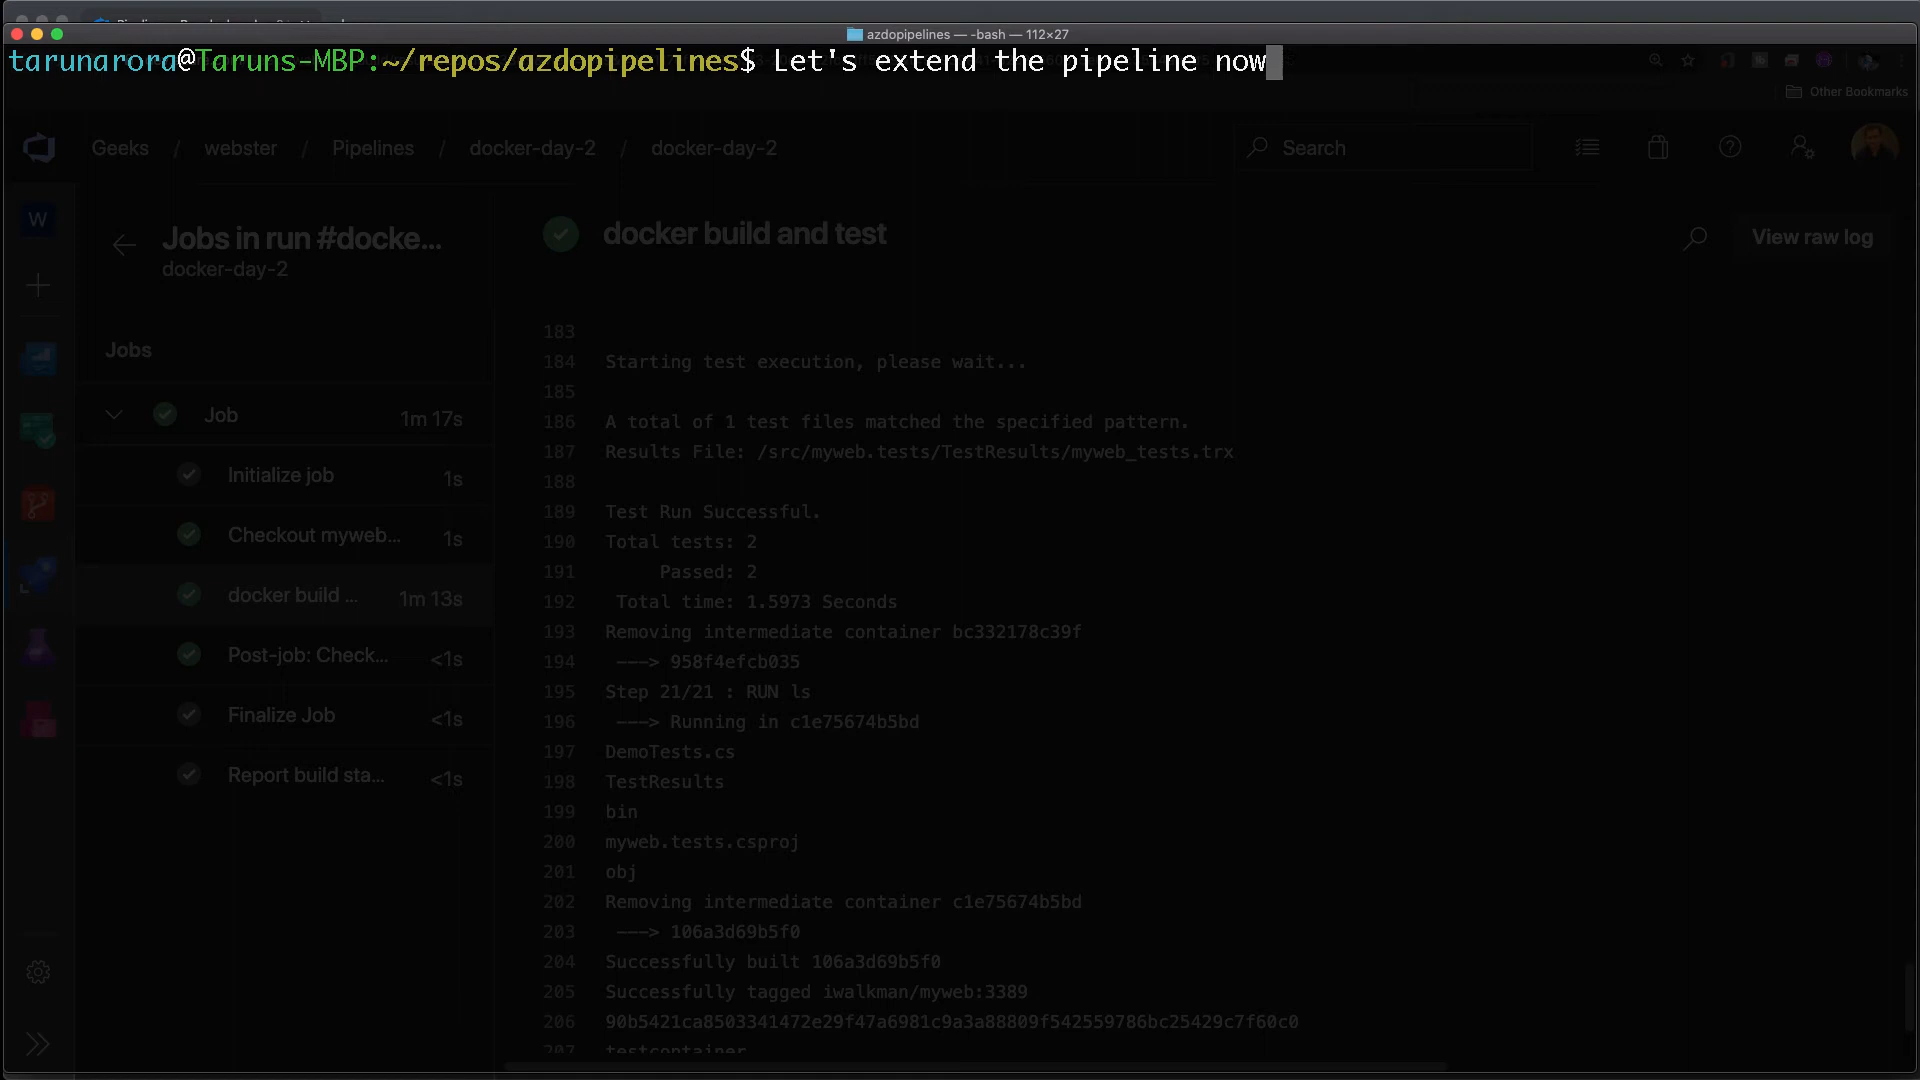 azdopipelines — -bash — 112×27
tarunarora@Taruns-MBP:~/repos/azdopipelines$ Let's extend the pipeline now
Other Bookmarks
Geeks / webster / Pipelines / docker-day-2 / docker-day-2
Search
W
Jobs in run #docke...
docker-day-2
Jobs
Job 1m 17s
Initialize job 1s
Checkout myweb... 1s
docker build ... 1m 13s
Post-job: Check... <1s
Finalize Job <1s
Report build sta... <1s
docker build and test
View raw log
183
184 Starting test execution, please wait...
185
186 A total of 1 test files matched the specified pattern.
187 Results File: /src/myweb.tests/TestResults/myweb_tests.trx
188
189 Test Run Successful.
190 Total tests: 2
191 Passed: 2
192 Total time: 1.5973 Seconds
193 Removing intermediate container bc332178c39f
194 ---> 958f4efcb035
195 Step 21/21 : RUN ls
196 ---> Running in c1e75674b5bd
197 DemoTests.cs
198 TestResults
199 bin
200 myweb.tests.csproj
201 obj
202 Removing intermediate container c1e75674b5bd
203 ---> 106a3d69b5f0
204 Successfully built 106a3d69b5f0
205 Successfully tagged iwalkman/myweb:3389
206 90b5421ca8503341472e29f47a6981c9a3a88809f542559786bc25429c7f60c0
207 testcontainer